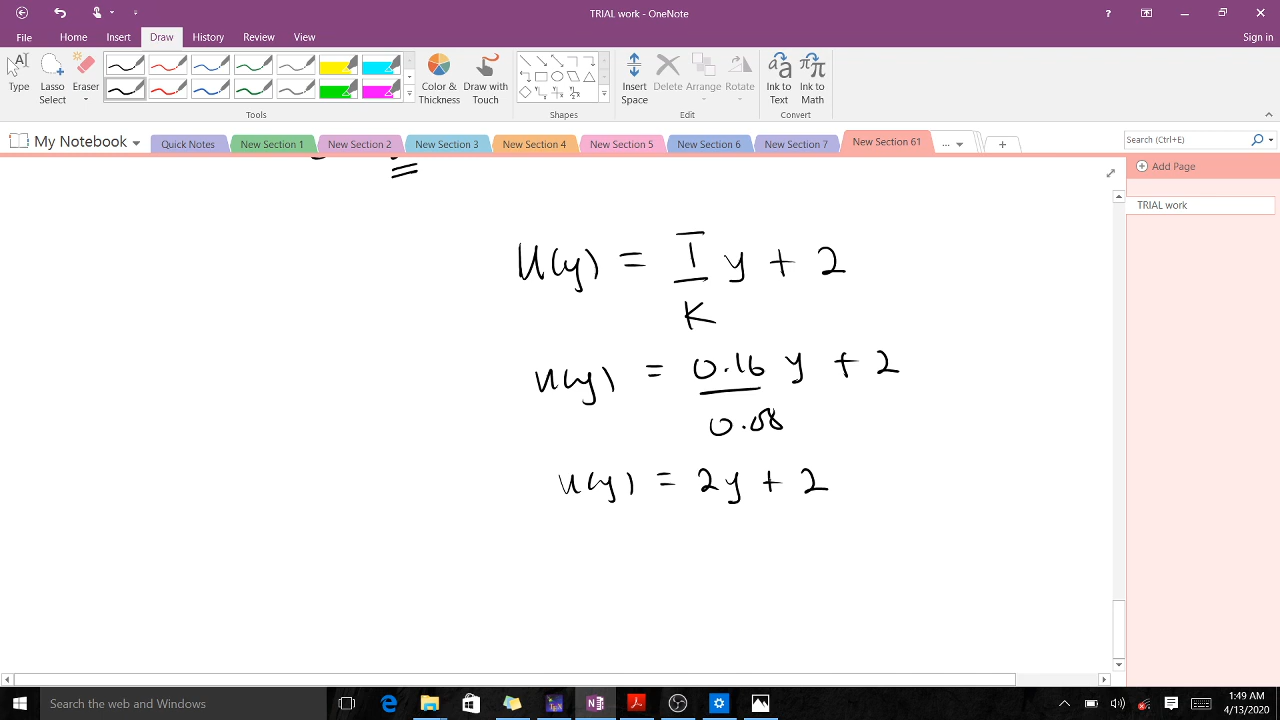 TRIAL work - OneNote
Sign in
File Home Insert Draw History Review View
Type Lasso Select Eraser Color & Thickness Draw with Touch Insert Space Delete Arrange Rotate Ink to Text Ink to Math
Tools Shapes Edit Convert
My Notebook Quick Notes New Section 1 New Section 2 New Section 3 New Section 4 New Section 5 New Section 6 New Section 7 New Section 61 ... Search (Ctrl+E)
Add Page
TRIAL work
U(y) = I y + 2
K
u(y) = 0.16 y + 2
0.08
u(y) = 2y + 2
Search the web and Windows
1:49 AM
4/13/2020